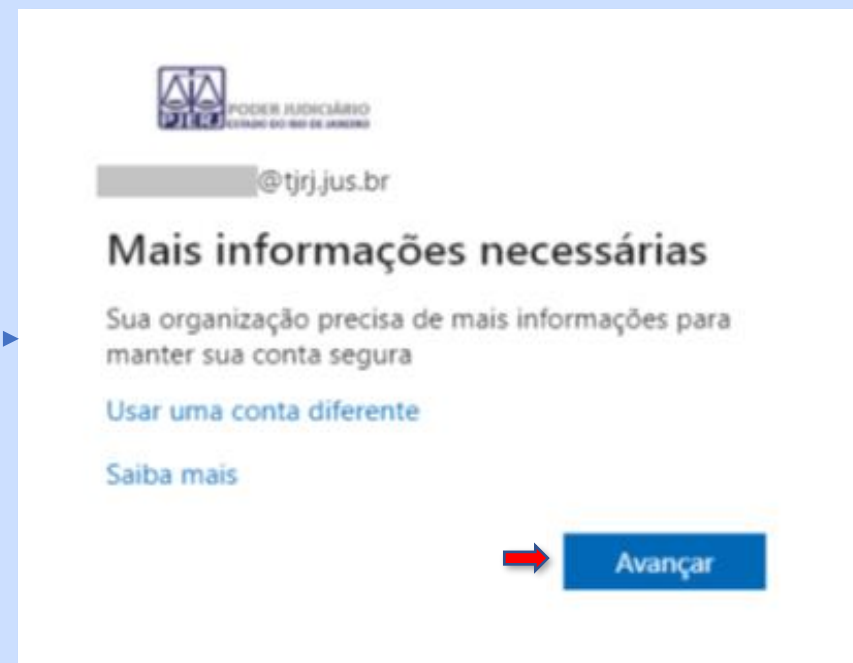 PJERJ
PODER JUDICIÁRIO
ESTADO DO RIO DE JANEIRO
@tjrj.jus.br
Mais informações necessárias
Sua organização precisa de mais informações para
manter sua conta segura
Usar uma conta diferente
Saiba mais
Avançar